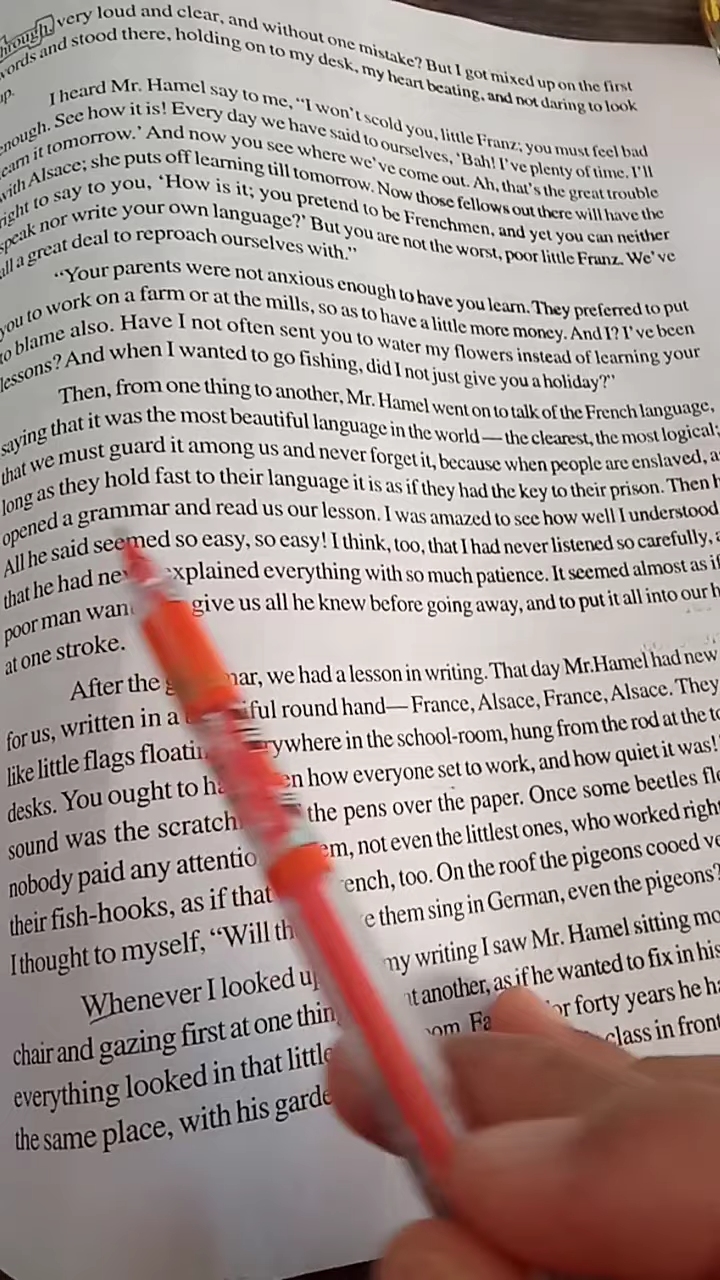 hrough, very loud and clear, and without one mistake? But I got mixed up on the first
words and stood there, holding on to my desk, my heart beating, and not daring to look
up.
I heard Mr. Hamel say to me, “I won’t scold you, little Franz; you must feel bad
enough. See how it is! Every day we have said to ourselves, ‘Bah! I’ve plenty of time. I’ll
earn it tomorrow.’ And now you see where we’ve come out. Ah, that’s the great trouble
with Alsace; she puts off learning till tomorrow. Now those fellows out there will have the
right to say to you, ‘How is it; you pretend to be Frenchmen, and yet you can neither
speak nor write your own language?’ But you are not the worst, poor little Franz. We’ve
all a great deal to reproach ourselves with.”
“Your parents were not anxious enough to have you learn. They preferred to put
you to work on a farm or at the mills, so as to have a little more money. And I? I’ve been
to blame also. Have I not often sent you to water my flowers instead of learning your
lessons? And when I wanted to go fishing, did I not just give you a holiday?”
Then, from one thing to another, Mr. Hamel went on to talk of the French language,
saying that it was the most beautiful language in the world — the clearest, the most logical;
that we must guard it among us and never forget it, because when people are enslaved, a
long as they hold fast to their language it is as if they had the key to their prison. Then h
opened a grammar and read us our lesson. I was amazed to see how well I understood
All he said seemed so easy, so easy! I think, too, that I had never listened so carefully, a
that he had explained everything with so much patience. It seemed almost as if
poor man give us all he knew before going away, and to put it all into our h
at one stroke.
After the mar, we had a lesson in writing. That day Mr.Hamel had new
for us, written in a iful round hand— France, Alsace, France, Alsace. They
like little flags floatin rywhere in the school-room, hung from the rod at the to
desks. You ought to ha en how everyone set to work, and how quiet it was!
sound was the scratch the pens over the paper. Once some beetles fle
nobody paid any attentio em, not even the littlest ones, who worked right
their fish-hooks, as if that rench, too. On the roof the pigeons cooed ve
I thought to myself, “Will th e them sing in German, even the pigeons?
Whenever I looked up my writing I saw Mr. Hamel sitting mo
chair and gazing first at one thin t another, as if he wanted to fix in his
everything looked in that little oom Fa or forty years he ha
the same place, with his garde class in front